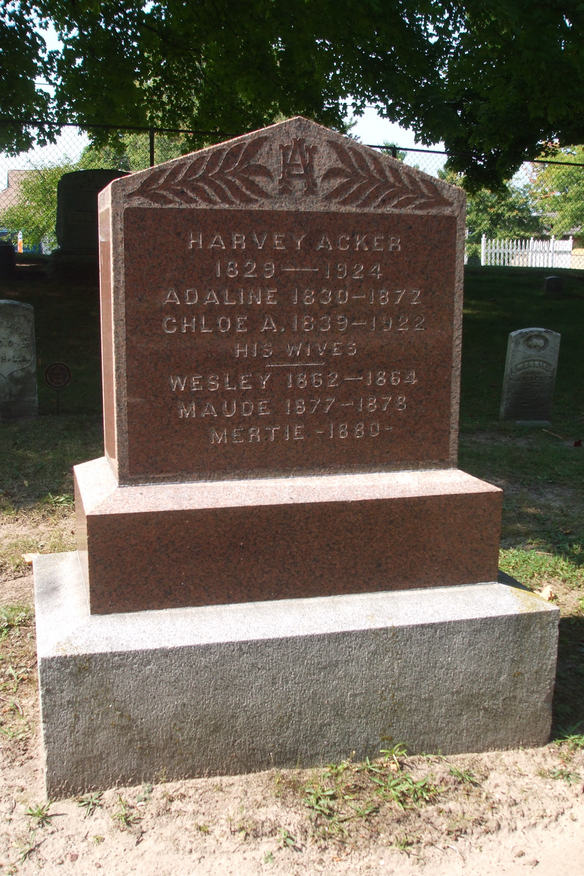 HA
HARVEY ACKER
1829 — 1924
ADALINE 1830–1872
CHLOE A. 1839–1922
HIS WIVES
WESLEY 1862–1864
MAUDE 1877–1878
MERTIE -1880-